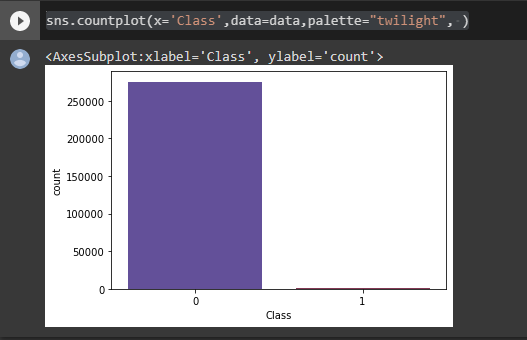 sns.countplot(x='Class',data=data,palette="twilight", )
<AxesSubplot:xlabel='Class', ylabel='count'>
250000
200000
150000
100000
50000
0
count
0 1
Class